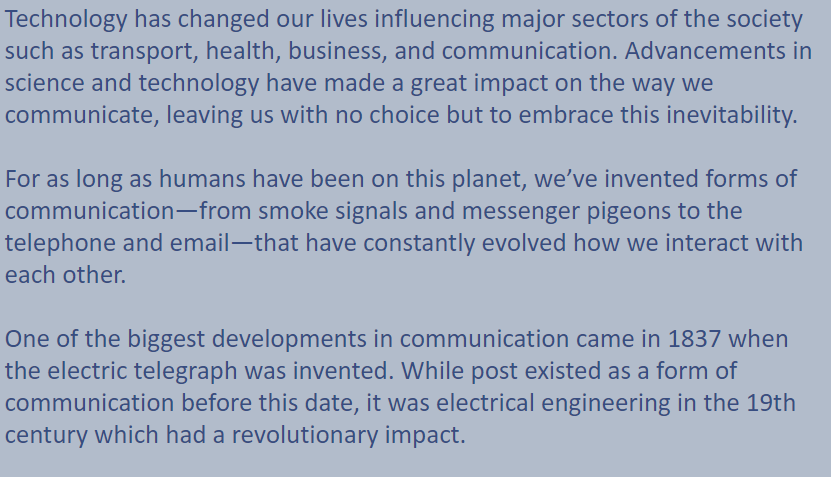 Technology has changed our lives influencing major sectors of the society
such as transport, health, business, and communication. Advancements in
science and technology have made a great impact on the way we
communicate, leaving us with no choice but to embrace this inevitability.
For as long as humans have been on this planet, we’ve invented forms of
communication—from smoke signals and messenger pigeons to the
telephone and email—that have constantly evolved how we interact with
each other.
One of the biggest developments in communication came in 1837 when
the electric telegraph was invented. While post existed as a form of
communication before this date, it was electrical engineering in the 19th
century which had a revolutionary impact.